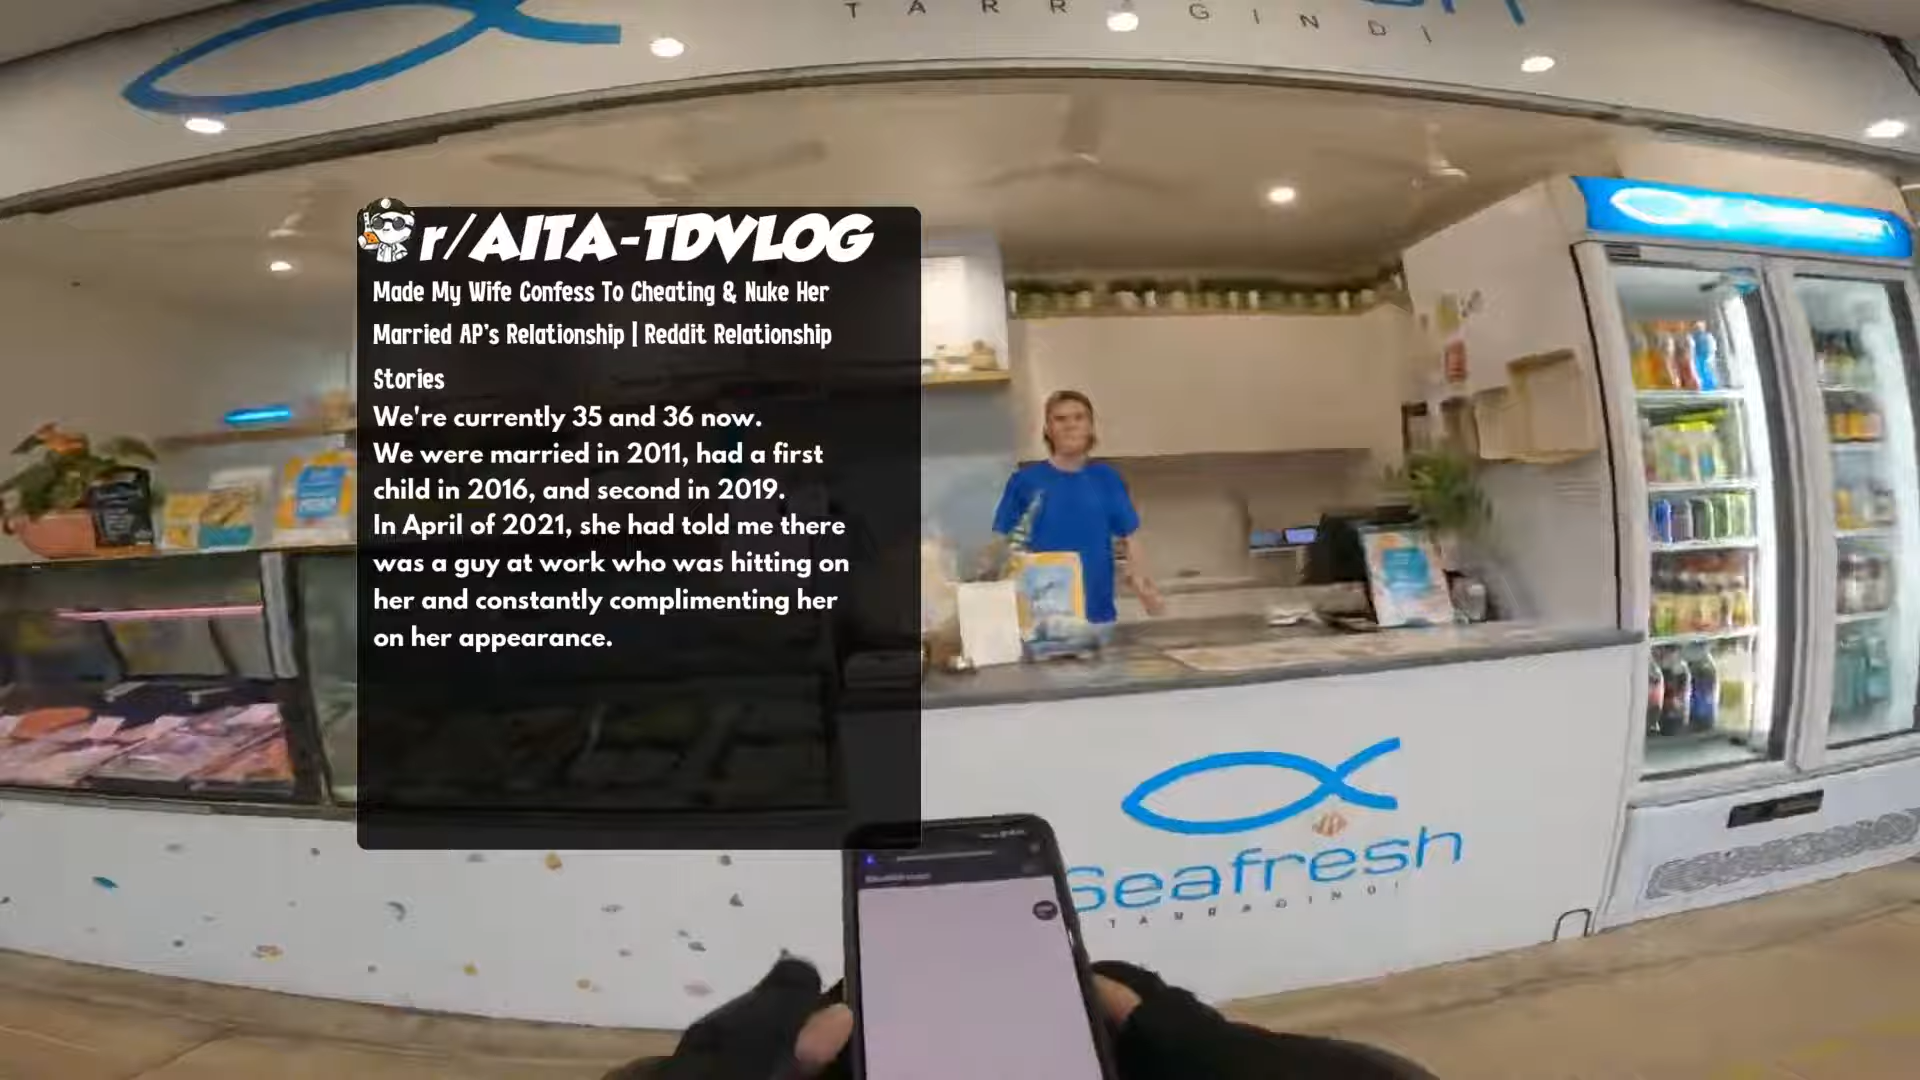 TARRAGINDI
r/AITA-TDVLOG
Made My Wife Confess To Cheating & Nuke Her
Married AP's Relationship | Reddit Relationship
Stories
We're currently 35 and 36 now.
We were married in 2011, had a first
child in 2016, and second in 2019.
In April of 2021, she had told me there
was a guy at work who was hitting on
her and constantly complimenting her
on her appearance.
Seafresh
TARRAGINDI